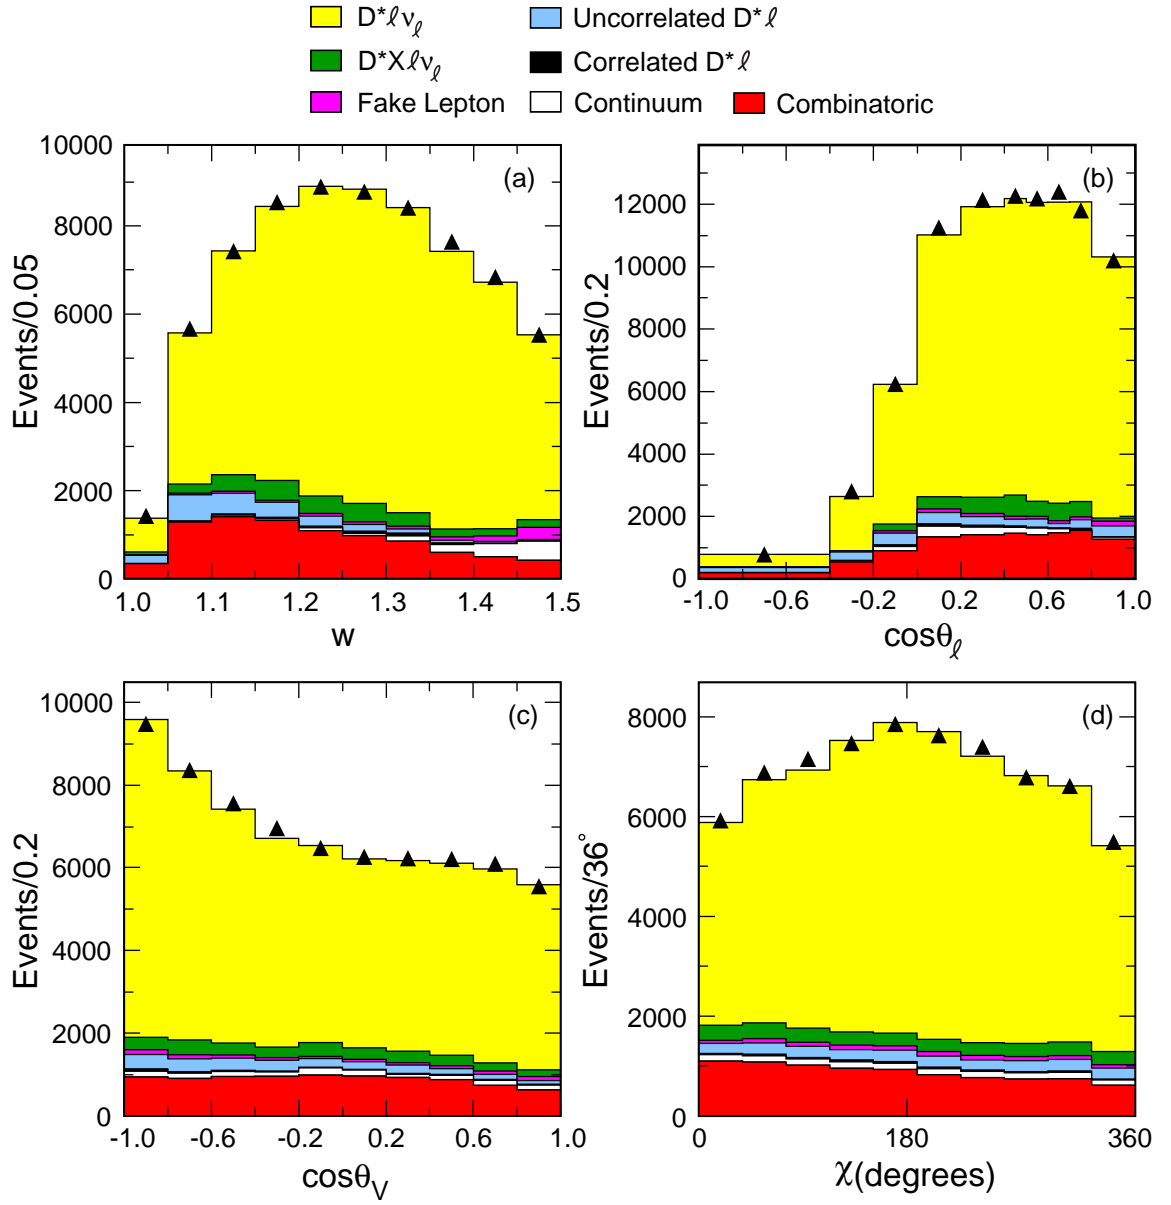 D*ℓνℓ Uncorrelated D*ℓ
D*Xℓνℓ Correlated D*ℓ
Fake Lepton Continuum Combinatoric
(a)
Events/0.05
10000
8000
6000
4000
2000
0
1.0 1.1 1.2 1.3 1.4 1.5
w
(b)
Events/0.2
12000
10000
8000
6000
4000
2000
0
-1.0 -0.6 -0.2 0.2 0.6 1.0
cosθℓ
(c)
Events/0.2
10000
8000
6000
4000
2000
0
-1.0 -0.6 -0.2 0.2 0.6 1.0
cosθV
(d)
Events/36°
8000
6000
4000
2000
0
0 180 360
χ(degrees)